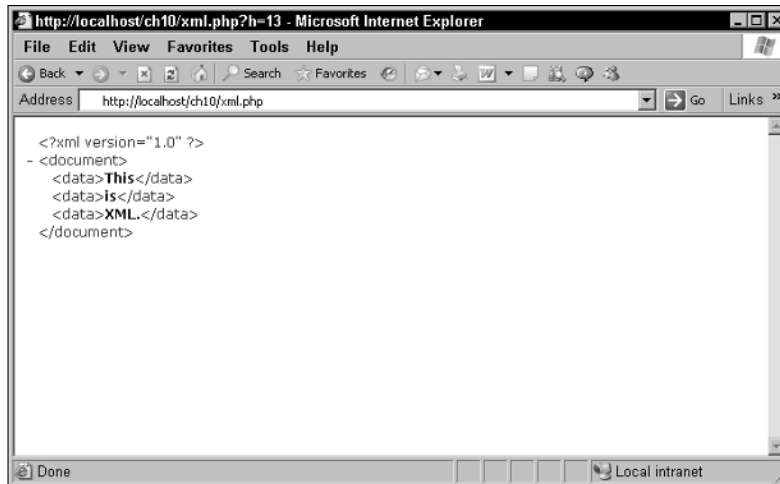 http://localhost/ch10/xml.php?h=13 - Microsoft Internet Explorer
File Edit View Favorites Tools Help
Back Search Favorites
Address http://localhost/ch10/xml.php Go Links »
<?xml version="1.0" ?>
- <document>
<data>This</data>
<data>is</data>
<data>XML.</data>
</document>
Done Local intranet